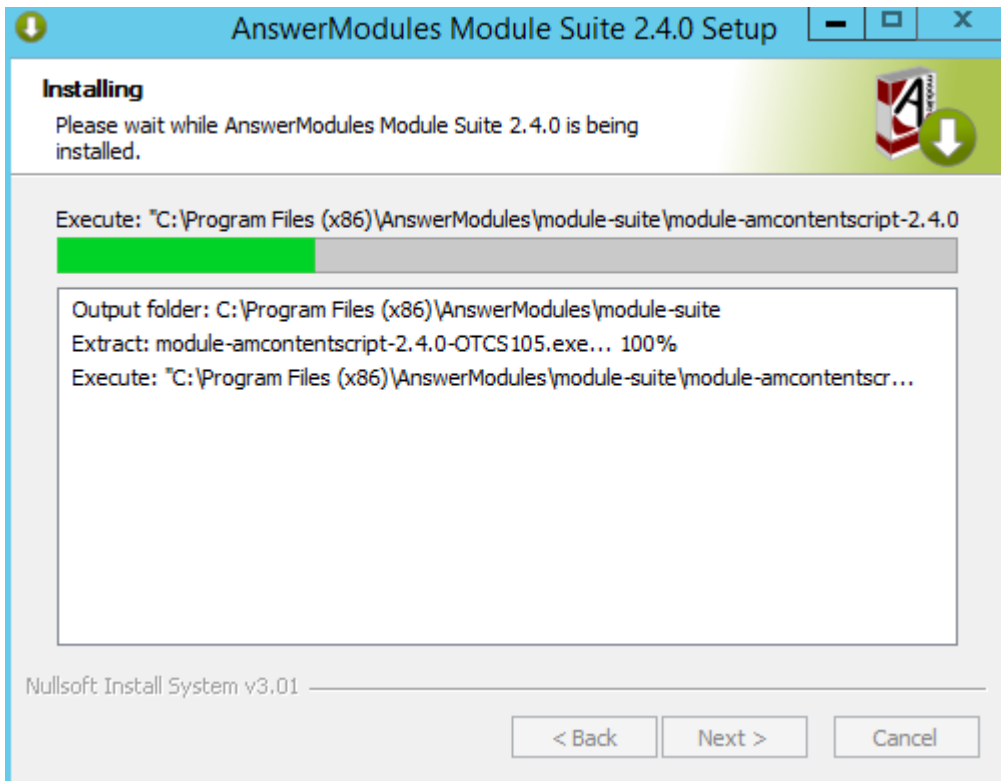 AnswerModules Module Suite 2.4.0 Setup
Installing
Please wait while AnswerModules Module Suite 2.4.0 is being
installed.
Execute: "C:\Program Files (x86)\AnswerModules\module-suite\module-amcontentscript-2.4.0
Output folder: C:\Program Files (x86)\AnswerModules\module-suite
Extract: module-amcontentscript-2.4.0-OTCS105.exe... 100%
Execute: "C:\Program Files (x86)\AnswerModules\module-suite\module-amcontentscr...
Nullsoft Install System v3.01
< Back
Next >
Cancel